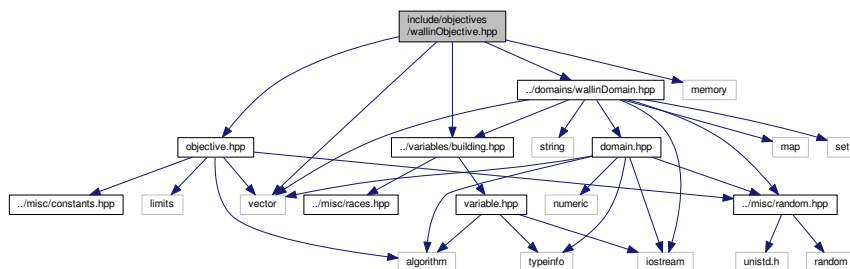 include/objectives
/wallinObjective.hpp
../domains/wallinDomain.hpp
memory
objective.hpp
../variables/building.hpp
string
domain.hpp
map
set
../misc/constants.hpp
limits
vector
../misc/races.hpp
variable.hpp
numeric
../misc/random.hpp
algorithm
typeinfo
iostream
unistd.h
random